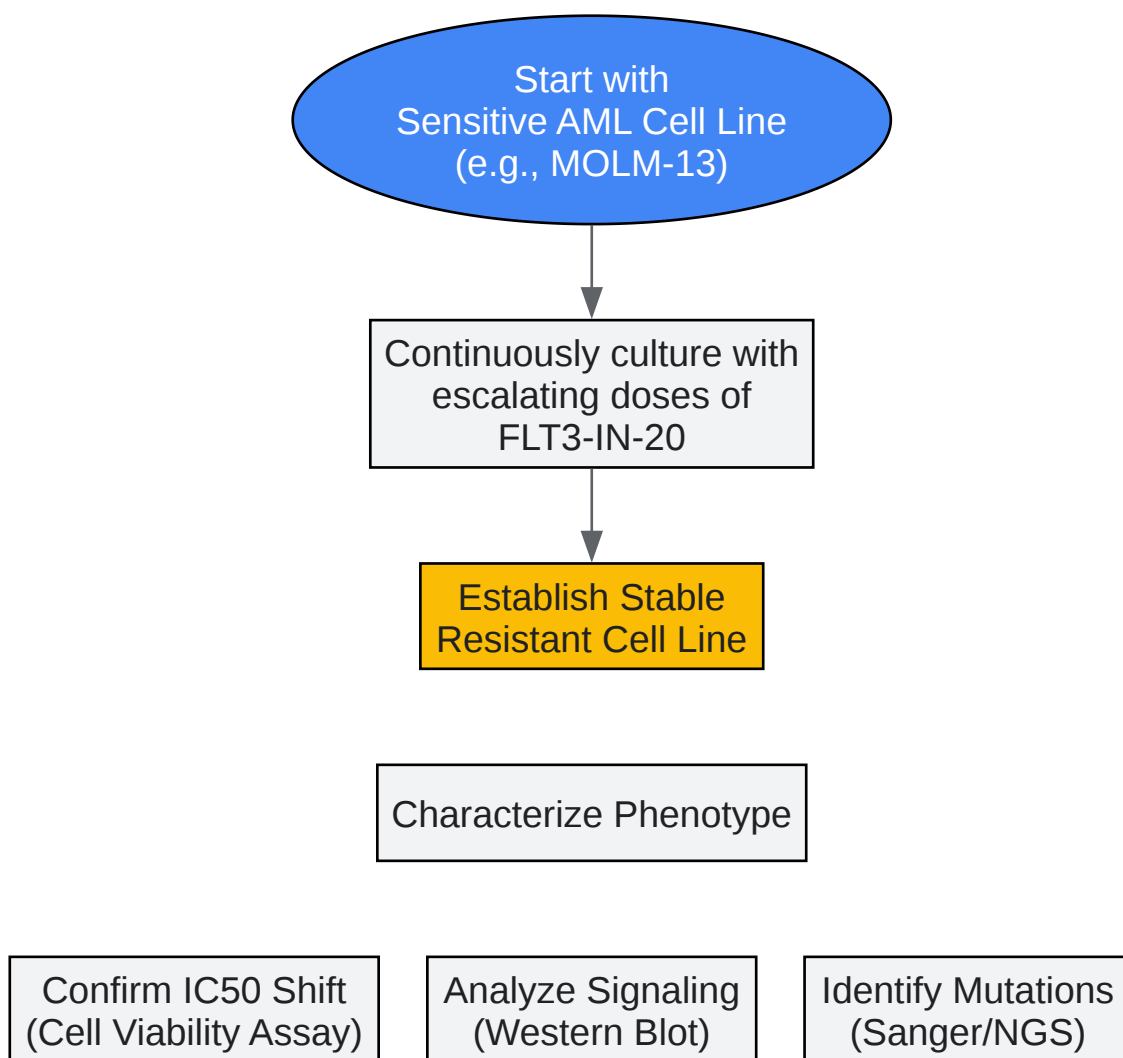 Start with
Sensitive AML Cell Line
(e.g., MOLM-13)
Continuously culture with
escalating doses of
FLT3-IN-20
Establish Stable
Resistant Cell Line
Characterize Phenotype
Confirm IC50 Shift
(Cell Viability Assay)
Analyze Signaling
(Western Blot)
Identify Mutations
(Sanger/NGS)